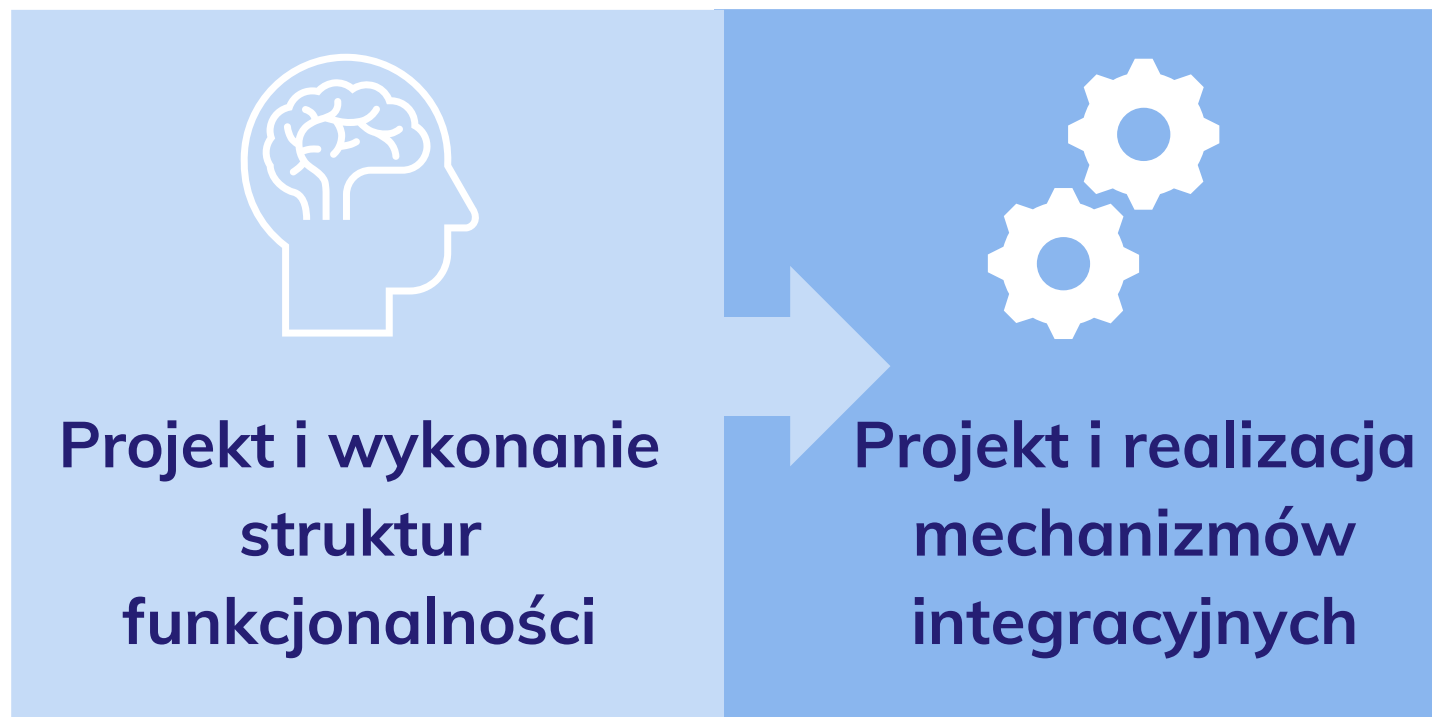 Projekt i wykonanie
struktur
funkcjonalności
Projekt i realizacja
mechanizmów
integracyjnych